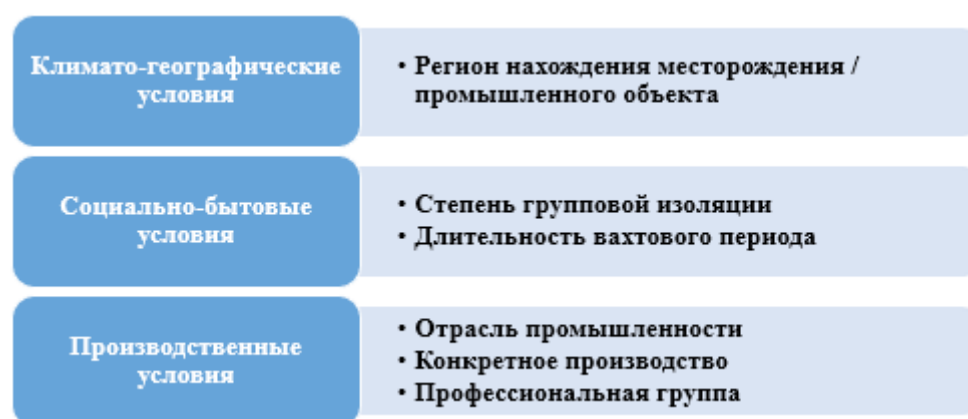 Климато-географические
условия
• Регион нахождения месторождения /
промышленного объекта
Социально-бытовые
условия
• Степень групповой изоляции
• Длительность вахтового периода
Производственные
условия
• Отрасль промышленности
• Конкретное производство
• Профессиональная группа